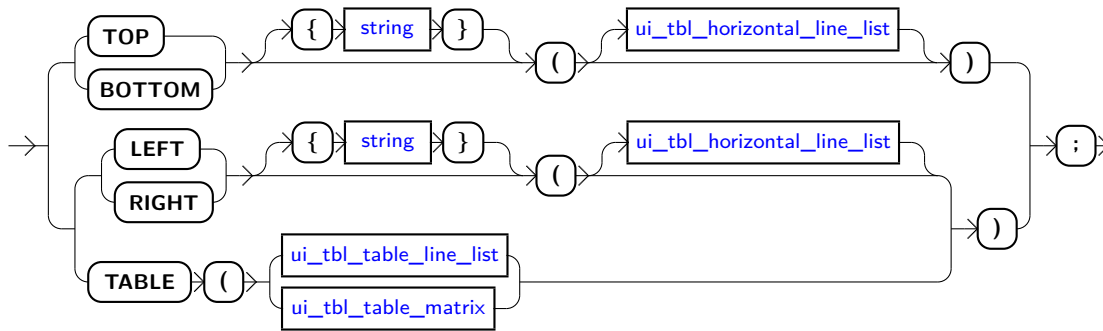 TOP { string } ( ui_tbl_horizontal_line_list )
BOTTOM
LEFT { string } ( ui_tbl_horizontal_line_list
RIGHT
;
)
TABLE ( ui_tbl_table_line_list
ui_tbl_table_matrix